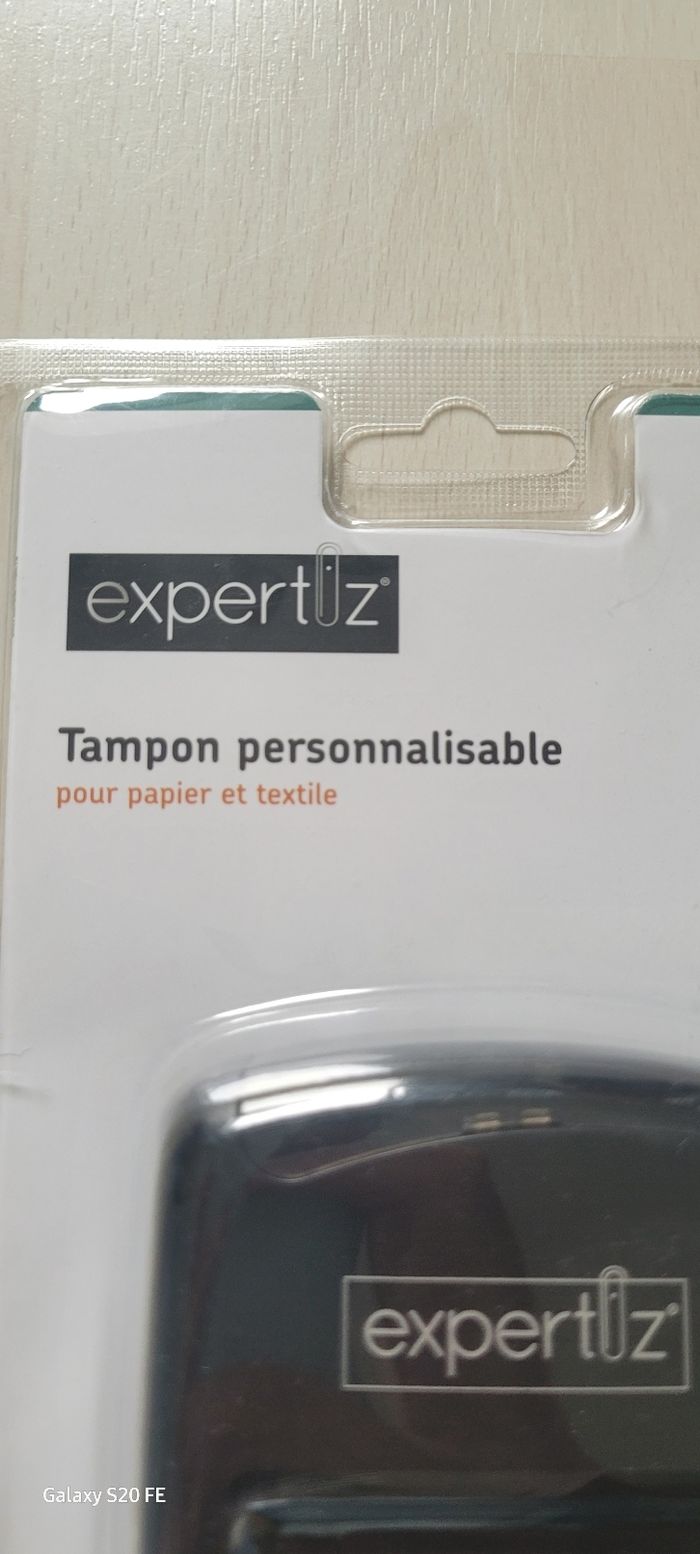 expertiz®
Tampon personnalisable
pour papier et textile
expertiz®
Galaxy S20 FE